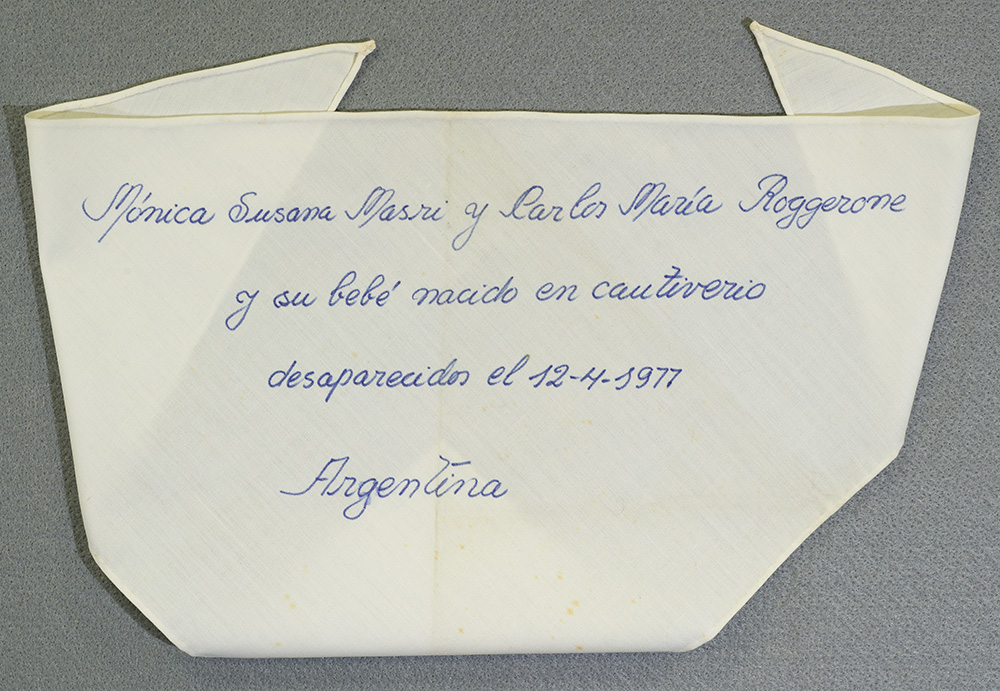 Mónica Susana Masri y Carlos María Roggerone
y su bebé nacido en cautiverio
desaparecidos el 12-4-1977
Argentina